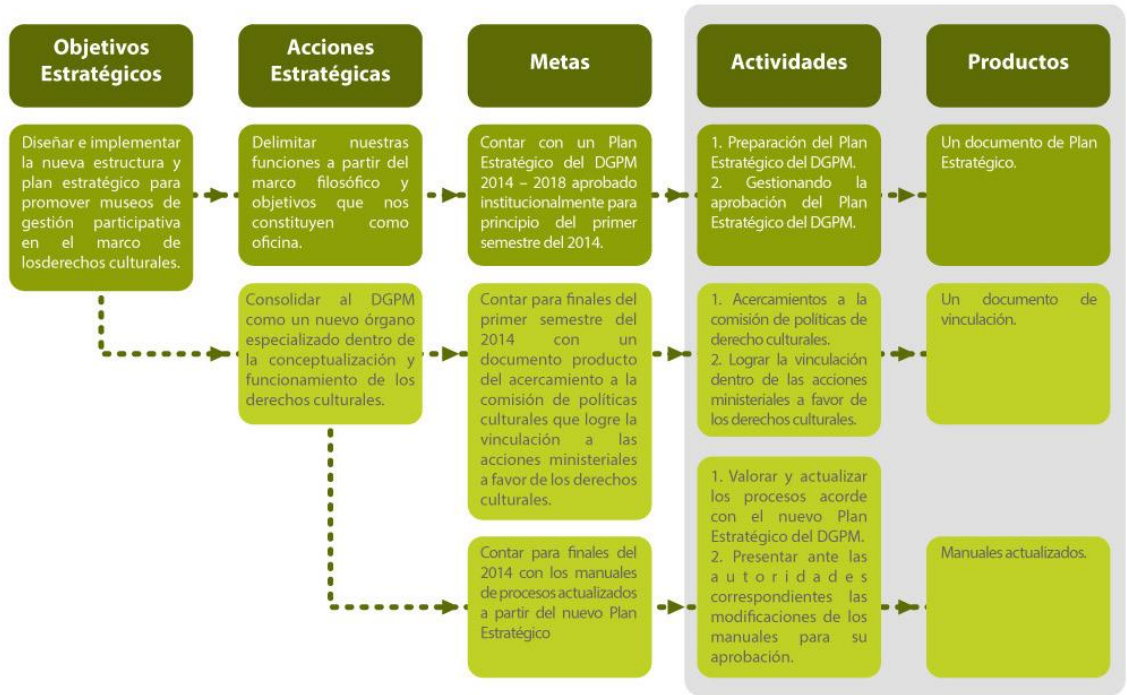 Objetivos
Estratégicos
Acciones
Estratégicas
Metas
Actividades
Productos
Diseñar e implementar
la nueva estructura y
plan estratégico para
promover museos de
gestión participativa
en el marco de
losderechos culturales.
Delimitar nuestras
funciones a partir del
marco filosófico y
objetivos que nos
constituyen como
oficina.
Contar con un Plan
Estratégico del DGPM
2014 – 2018 aprobado
institucionalmente para
principio del primer
semestre del 2014.
1. Preparación del Plan
Estratégico del DGPM.
2. Gestionando la
aprobación del Plan
Estratégico del DGPM.
Un documento de Plan
Estratégico.
Consolidar al DGPM
como un nuevo órgano
especializado dentro de
la conceptualización y
funcionamiento de los
derechos culturales.
Contar para finales del
primer semestre del
2014 con un
documento producto
del acercamiento a la
comisión de políticas
culturales que logre la
vinculación a las
acciones ministeriales
a favor de los derechos
culturales.
1. Acercamientos a la
comisión de políticas de
derecho culturales.
2. Lograr la vinculación
dentro de las acciones
ministeriales a favor de
los derechos culturales.
Un documento de
vinculación.
Contar para finales del
2014 con los manuales
de procesos actualizados
a partir del nuevo Plan
Estratégico
1. Valorar y actualizar
los procesos acorde
con el nuevo Plan
Estratégico del DGPM.
2. Presentar ante las
autoridades
correspondientes las
modificaciones de los
manuales para su
aprobación.
Manuales actualizados.